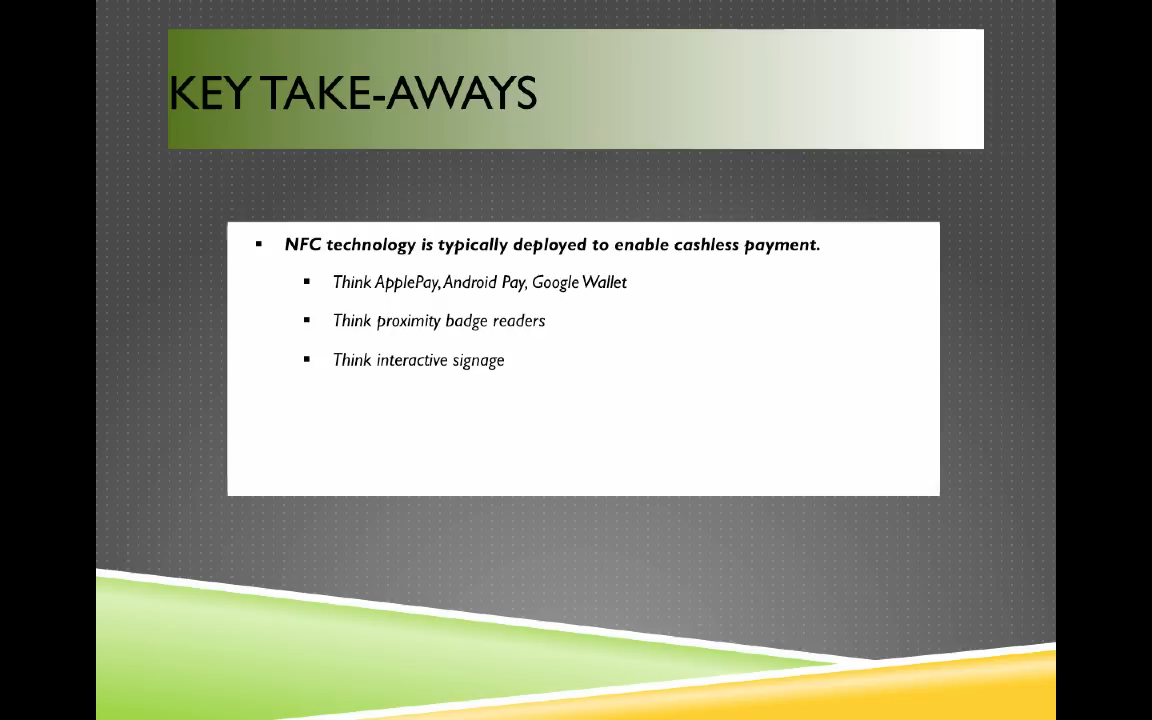 KEY TAKE-AWAYS
▪ NFC technology is typically deployed to enable cashless payment.
▪ Think ApplePay, Android Pay, Google Wallet
▪ Think proximity badge readers
▪ Think interactive signage